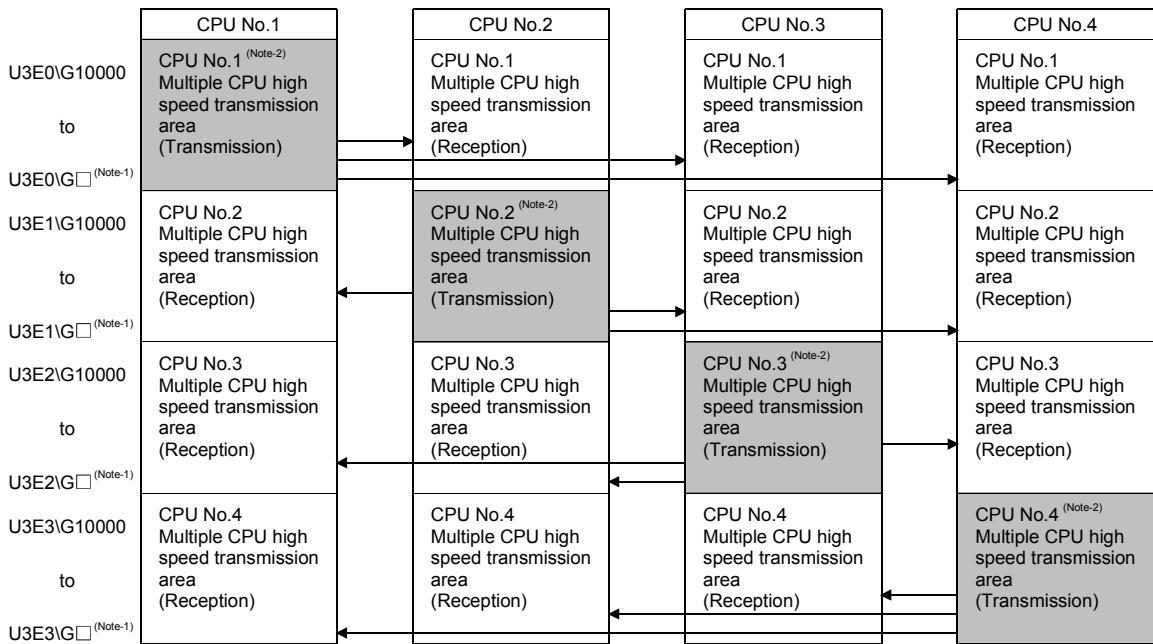 CPU No.1 CPU No.2 CPU No.3 CPU No.4
U3E0\G10000
to
U3E0\G□ (Note-1)
CPU No.1 (Note-2)
Multiple CPU high
speed transmission
area
(Transmission)
CPU No.1
Multiple CPU high
speed transmission
area
(Reception)
CPU No.1
Multiple CPU high
speed transmission
area
(Reception)
CPU No.1
Multiple CPU high
speed transmission
area
(Reception)
U3E1\G10000
to
U3E1\G□ (Note-1)
CPU No.2
Multiple CPU high
speed transmission
area
(Reception)
CPU No.2 (Note-2)
Multiple CPU high
speed transmission
area
(Transmission)
CPU No.2
Multiple CPU high
speed transmission
area
(Reception)
CPU No.2
Multiple CPU high
speed transmission
area
(Reception)
U3E2\G10000
to
U3E2\G□ (Note-1)
CPU No.3
Multiple CPU high
speed transmission
area
(Reception)
CPU No.3
Multiple CPU high
speed transmission
area
(Reception)
CPU No.3 (Note-2)
Multiple CPU high
speed transmission
area
(Transmission)
CPU No.3
Multiple CPU high
speed transmission
area
(Reception)
U3E3\G10000
to
U3E3\G□ (Note-1)
CPU No.4
Multiple CPU high
speed transmission
area
(Reception)
CPU No.4
Multiple CPU high
speed transmission
area
(Reception)
CPU No.4
Multiple CPU high
speed transmission
area
(Reception)
CPU No.4 (Note-2)
Multiple CPU high
speed transmission
area
(Transmission)